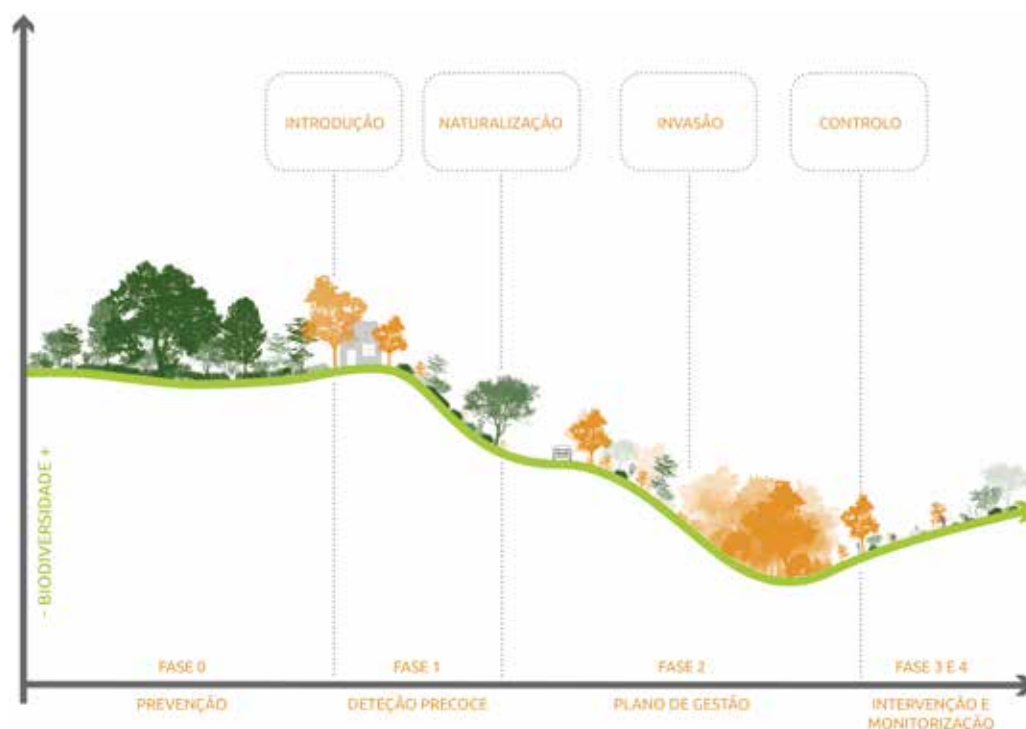 INTRODUÇÃO
NATURALIZAÇÃO
INVASÃO
CONTROLO
– BIODIVERSIDADE +
FASE 0
FASE 1
FASE 2
FASE 3 E 4
PREVENÇÃO
DETEÇÃO PRECOCE
PLANO DE GESTÃO
INTERVENÇÃO E
MONITORIZAÇÃO